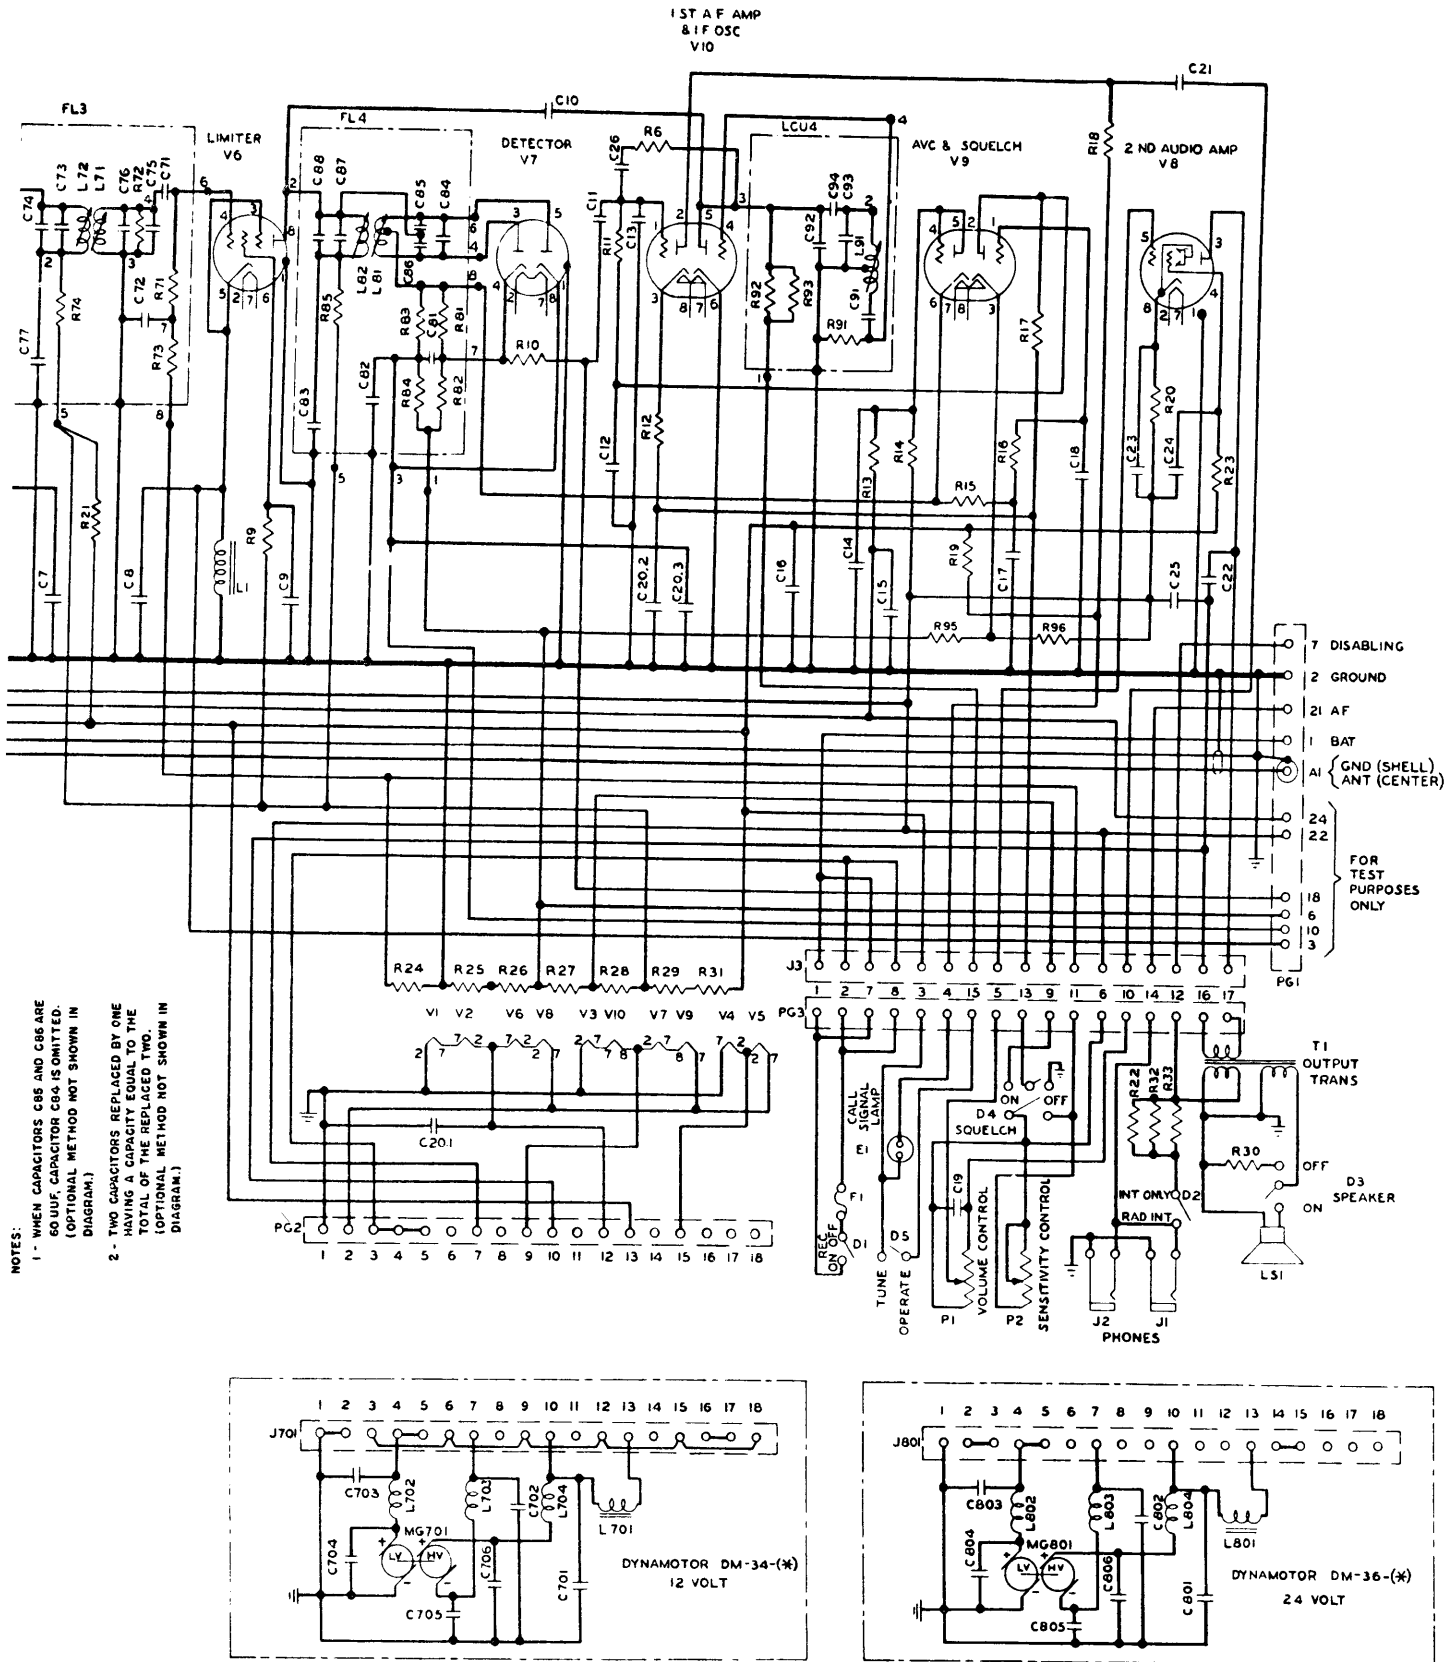 1 ST A F AMP
& 1 F OSC
V10
C21
FL3
LIMITER
V6
FL4
C10
DETECTOR
V7
C26
R6
LCU4
AVC & SQUELCH
V9
R18
2 ND AUDIO AMP
V8
C74
C73
L72
L71
C76
R72
C75
C71
C88
C87
C85
C84
C11
R11
C13
C94
C93
C92
L91
C91
R92
R93
R91
R17
C72
R71
R74
C77
R73
R85
L82
L81
C86
R83
C81
R81
C82
R84
R82
R10
C83
R12
C12
R13
R14
R16
C18
R20
C23
C24
R23
R21
R9
R15
C7
C8
L1
C9
C20.2
C20.3
C16
C14
C15
R19
C17
C25
C22
R95
R96
7 DISABLING
2 GROUND
21 AF
1 BAT
A1 { GND (SHELL)
ANT (CENTER)
24
22
FOR
TEST
PURPOSES
ONLY
18
6
10
3
PG1
J3
1 2 7 8 3 4 15 5 13 9 11 6 10 14 12 16 17
PG3
R24 R25 R26 R27 R28 R29 R31
V1 V2 V6 V8 V3 V10 V7 V9 V4 V5
C20.1
T1
OUTPUT
TRANS
R22
R32
R33
CALL
SIGNAL
LAMP
E1
ON OFF
D4
SQUELCH
R30
OFF
D3
SPEAKER
ON
LS1
F1
REC
ON OFF
D1
D5
TUNE
OPERATE
C19
P1
VOLUME CONTROL
P2
SENSITIVITY CONTROL
INT ONLY
D2
RAD INT
J2
J1
PHONES
PG2
1 2 3 4 5 6 7 8 9 10 11 12 13 14 15 16 17 18
NOTES:
1 - WHEN CAPACITORS C85 AND C86 ARE
60 UUF, CAPACITOR C84 IS OMITTED.
(OPTIONAL METHOD NOT SHOWN IN
DIAGRAM.)
2 - TWO CAPACITORS REPLACED BY ONE
HAVING A CAPACITY EQUAL TO THE
TOTAL OF THE REPLACED TWO.
(OPTIONAL METHOD NOT SHOWN IN
DIAGRAM.)
1 2 3 4 5 6 7 8 9 10 11 12 13 14 15 16 17 18
J701
C703
L702
L703
C702
L704
L701
C704
MG701
LV
HV
C706
C701
C705
DYNAMOTOR DM-34-(*)
12 VOLT
1 2 3 4 5 6 7 8 9 10 11 12 13 14 15 16 17 18
J801
C803
L802
L803
C802
L804
L801
C804
MG801
LV
HV
C806
C801
C805
DYNAMOTOR DM-36-(*)
24 VOLT